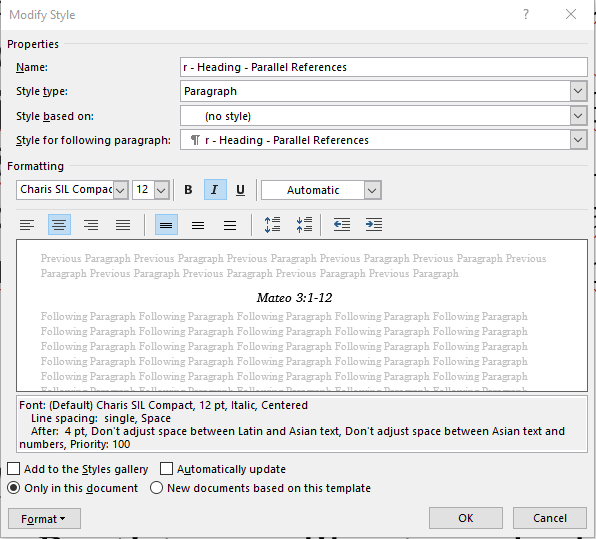 Modify Style ?
Properties
Name: r - Heading - Parallel References
Style type: Paragraph
Style based on: (no style)
Style for following paragraph: ¶ r - Heading - Parallel References
Formatting
Charis SIL Compac 12 B I U Automatic
Previous Paragraph Previous Paragraph Previous Paragraph Previous Paragraph Previous Paragraph Previous
Paragraph Previous Paragraph Previous Paragraph Previous Paragraph Previous Paragraph
Mateo 3:1-12
Following Paragraph Following Paragraph Following Paragraph Following Paragraph Following Paragraph
Following Paragraph Following Paragraph Following Paragraph Following Paragraph Following Paragraph
Following Paragraph Following Paragraph Following Paragraph Following Paragraph Following Paragraph
Following Paragraph Following Paragraph Following Paragraph Following Paragraph Following Paragraph
Following Paragraph Following Paragraph Following Paragraph Following Paragraph Following Paragraph
Font: (Default) Charis SIL Compact, 12 pt, Italic, Centered
Line spacing: single, Space
After: 4 pt, Don't adjust space between Latin and Asian text, Don't adjust space between Asian text and
numbers, Priority: 100
Add to the Styles gallery Automatically update
Only in this document New documents based on this template
Format OK Cancel